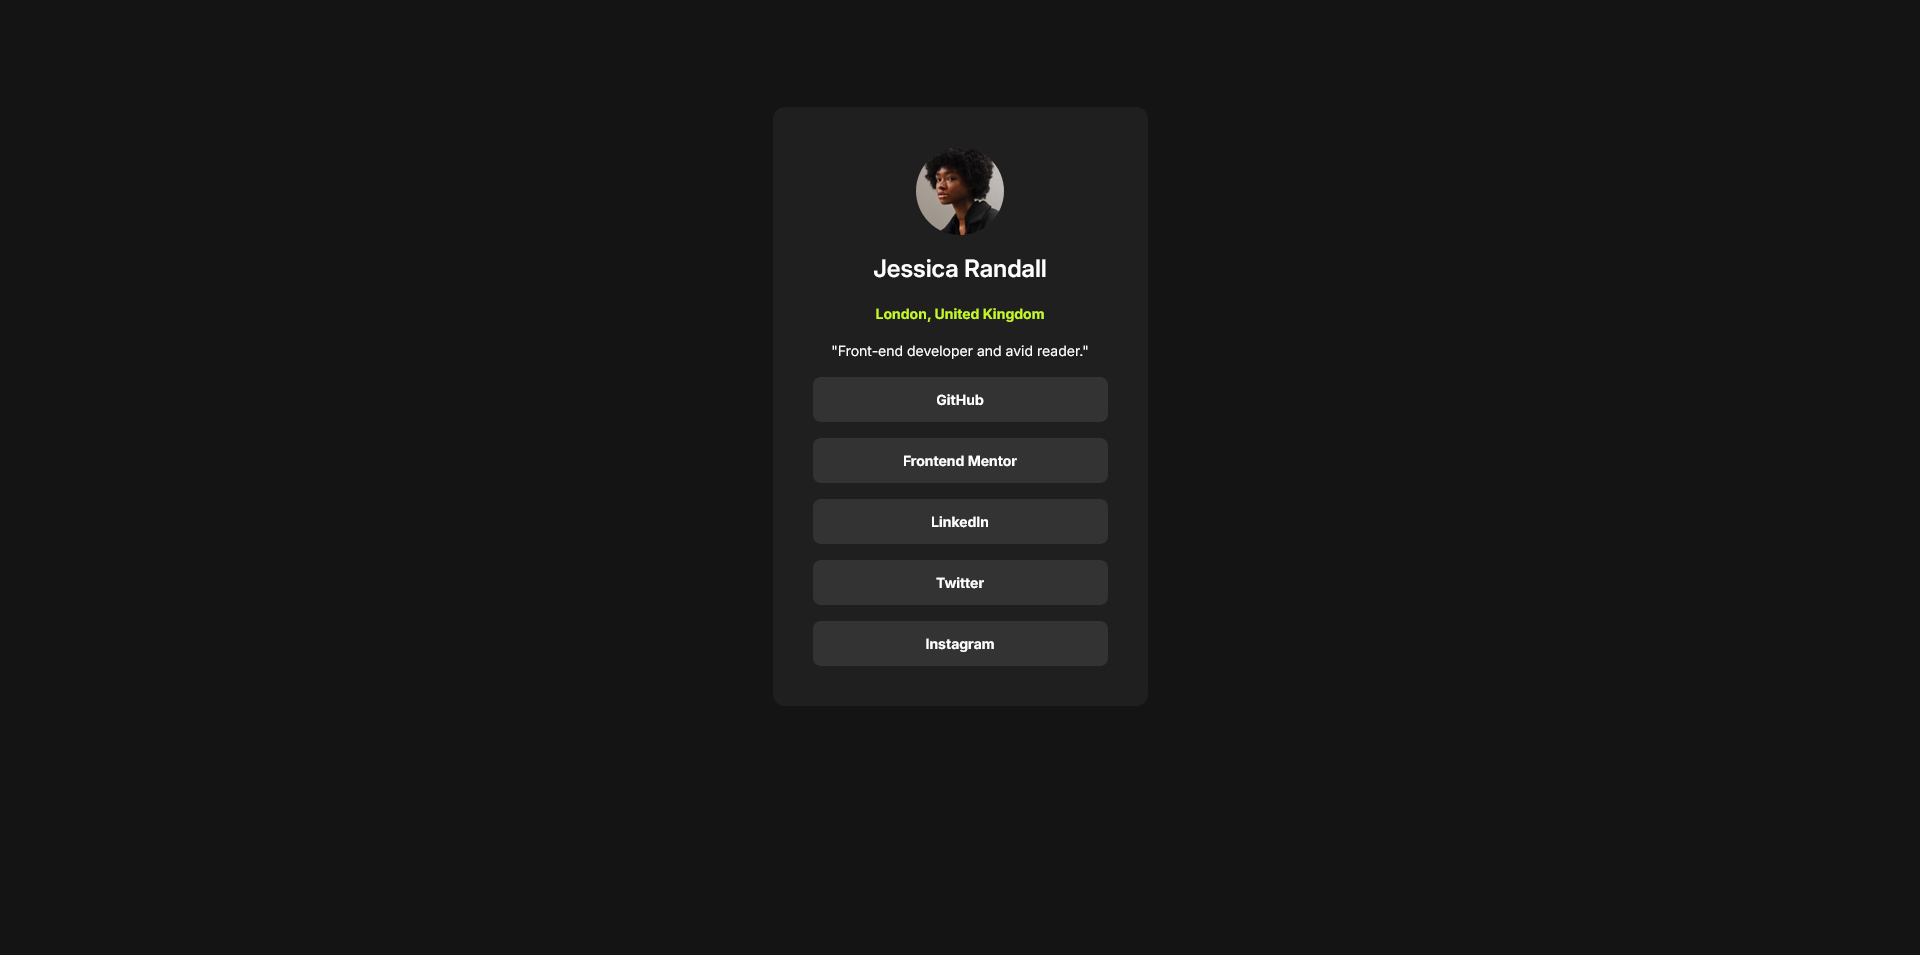 Jessica Randall
London, United Kingdom
"Front-end developer and avid reader."
GitHub
Frontend Mentor
LinkedIn
Twitter
Instagram